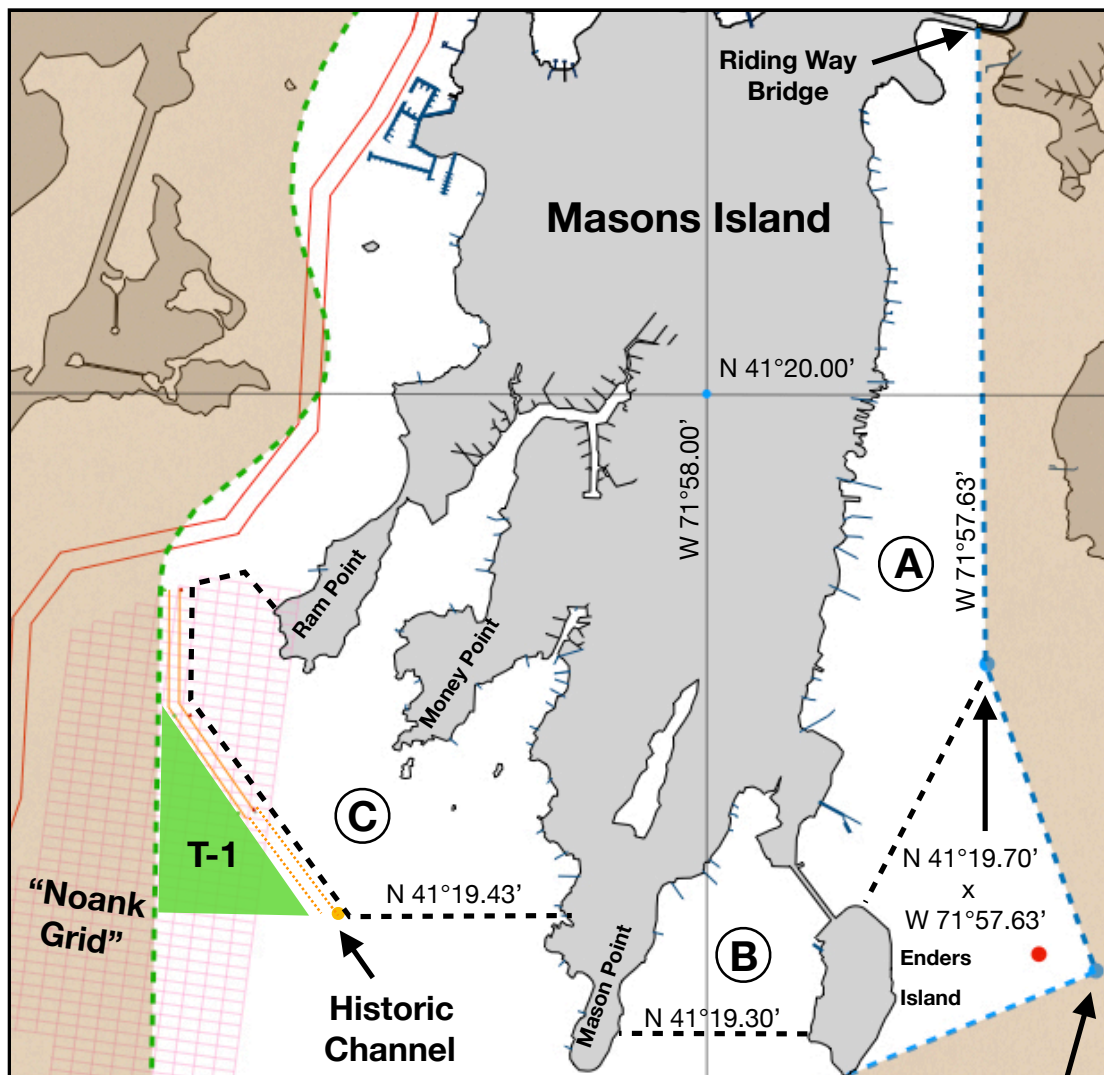 Riding Way
Bridge
Masons Island
N 41°20.00’
W 71°58.00’
W 71°57.63’
A
Ram Point
Money Point
C
T-1
N 41°19.43’
“Noank
Grid”
Historic
Channel
Mason Point
B
N 41°19.30’
N 41°19.70’
x
W 71°57.63’
Enders
Island